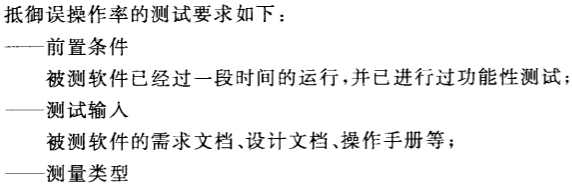 抵御误操作率的测试要求如下：
——前置条件
被测软件已经过一段时间的运行，并已进行过功能性测试；
——测试输入
被测软件的需求文档、设计文档、操作手册等；
——测量类型